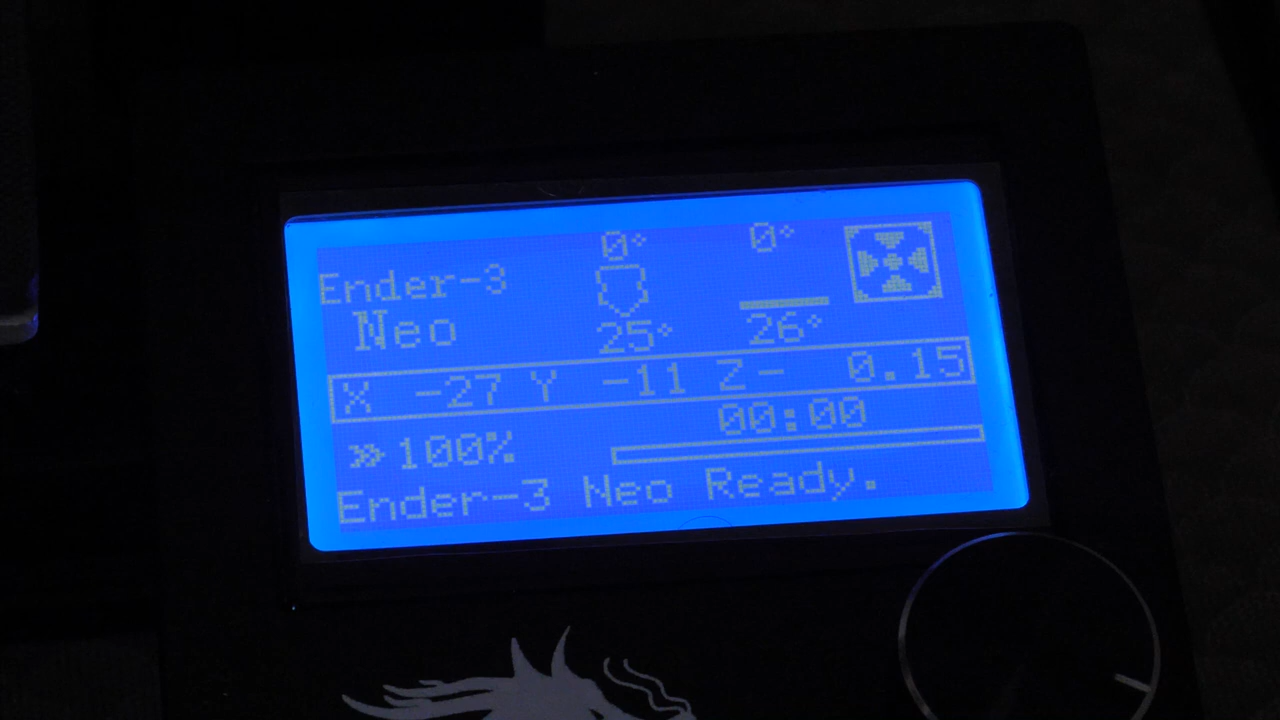 0° 0°
Ender-3
Neo
25° 26°
X -27 Y -11 Z- 0.15
00:00
»100%
Ender-3 Neo Ready.